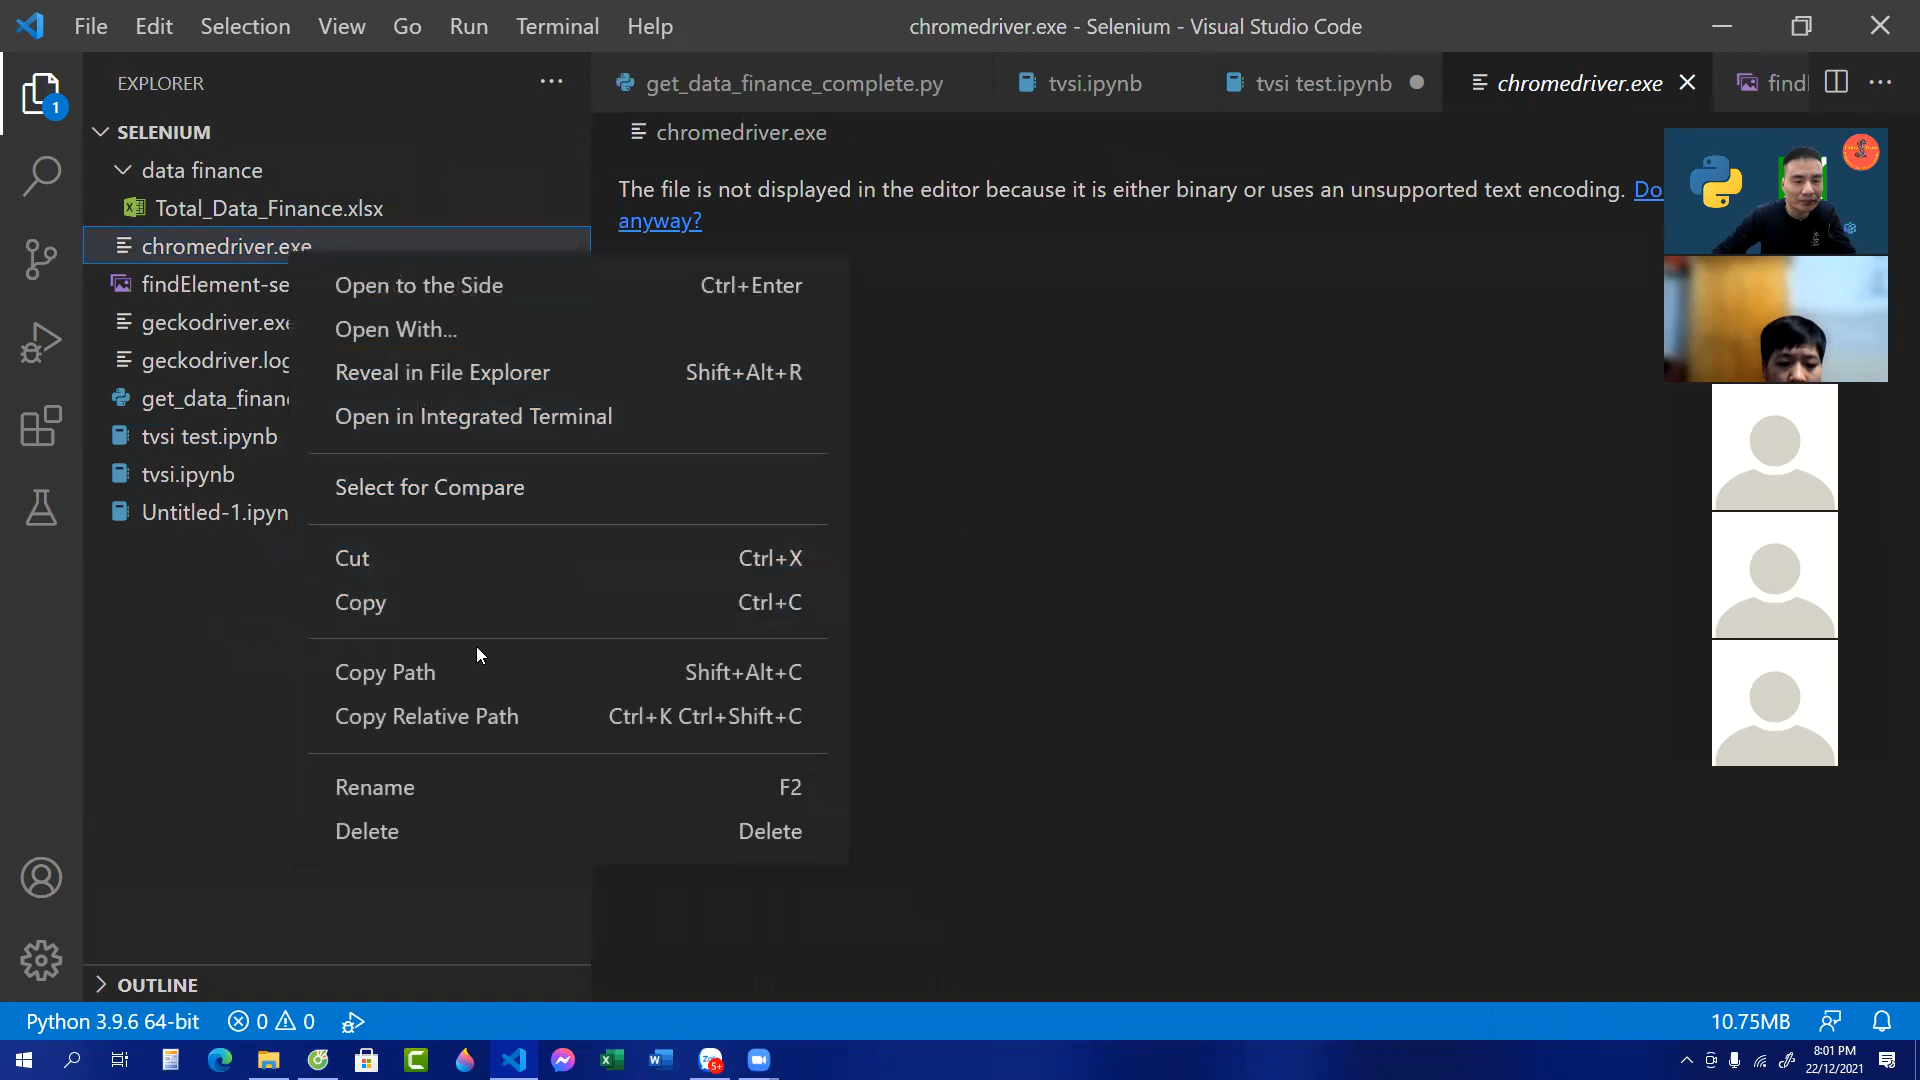 File Edit Selection View Go Run Terminal Help
chromedriver.exe - Selenium - Visual Studio Code
EXPLORER
1
SELENIUM
data finance
Total_Data_Finance.xlsx
chromedriver.exe
findElement-se
geckodriver.exe
geckodriver.log
get_data_finan
tvsi test.ipynb
tvsi.ipynb
Untitled-1.ipyn
OUTLINE
get_data_finance_complete.py
tvsi.ipynb
tvsi test.ipynb
chromedriver.exe
findl
chromedriver.exe
The file is not displayed in the editor because it is either binary or uses an unsupported text encoding. Do
anyway?
Open to the Side Ctrl+Enter
Open With...
Reveal in File Explorer Shift+Alt+R
Open in Integrated Terminal
Select for Compare
Cut Ctrl+X
Copy Ctrl+C
Copy Path Shift+Alt+C
Copy Relative Path Ctrl+K Ctrl+Shift+C
Rename F2
Delete Delete
Python 3.9.6 64-bit 0 0
10.75MB
5+
8:01 PM
22/12/2021